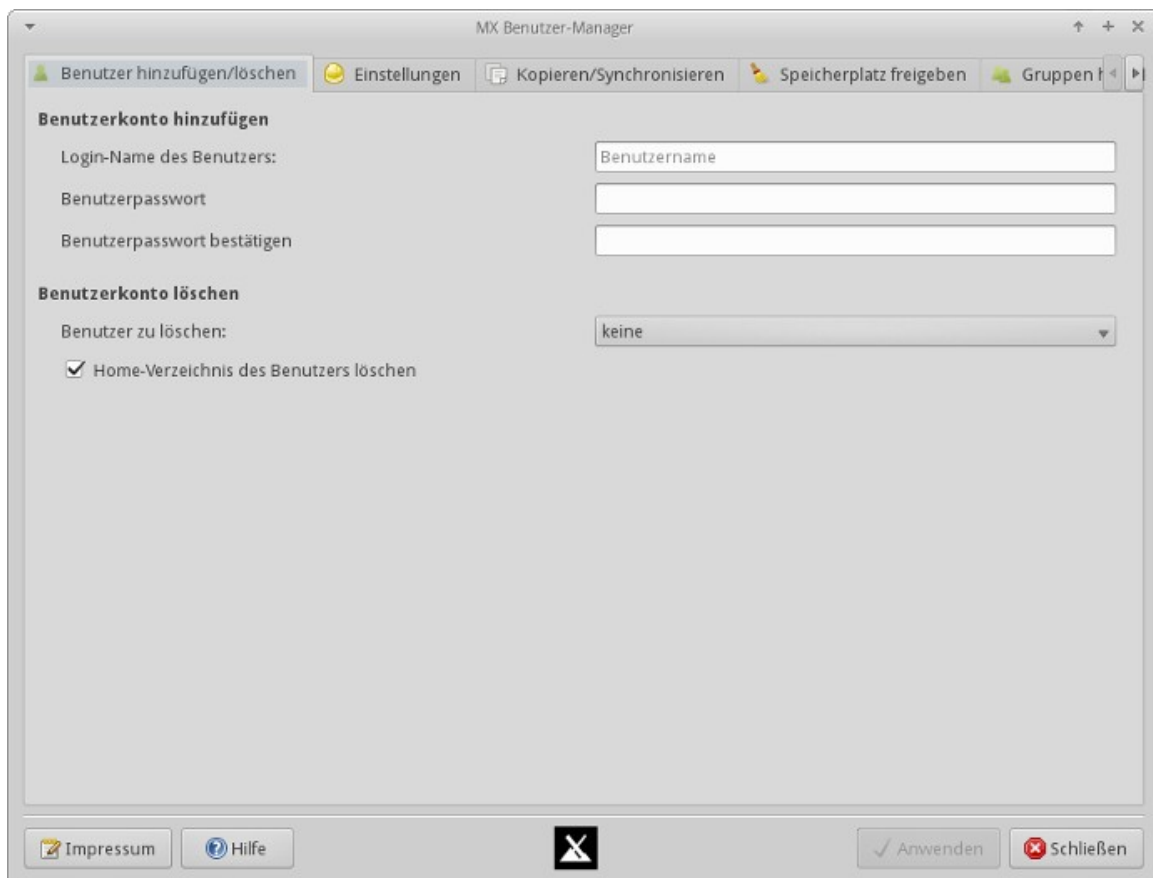 MX Benutzer-Manager
Benutzer hinzufügen/löschen Einstellungen Kopieren/Synchronisieren Speicherplatz freigeben Gruppen
Benutzerkonto hinzufügen
Login-Name des Benutzers: Benutzername
Benutzerpasswort
Benutzerpasswort bestätigen
Benutzerkonto löschen
Benutzer zu löschen: keine
Home-Verzeichnis des Benutzers löschen
Impressum Hilfe Anwenden Schließen